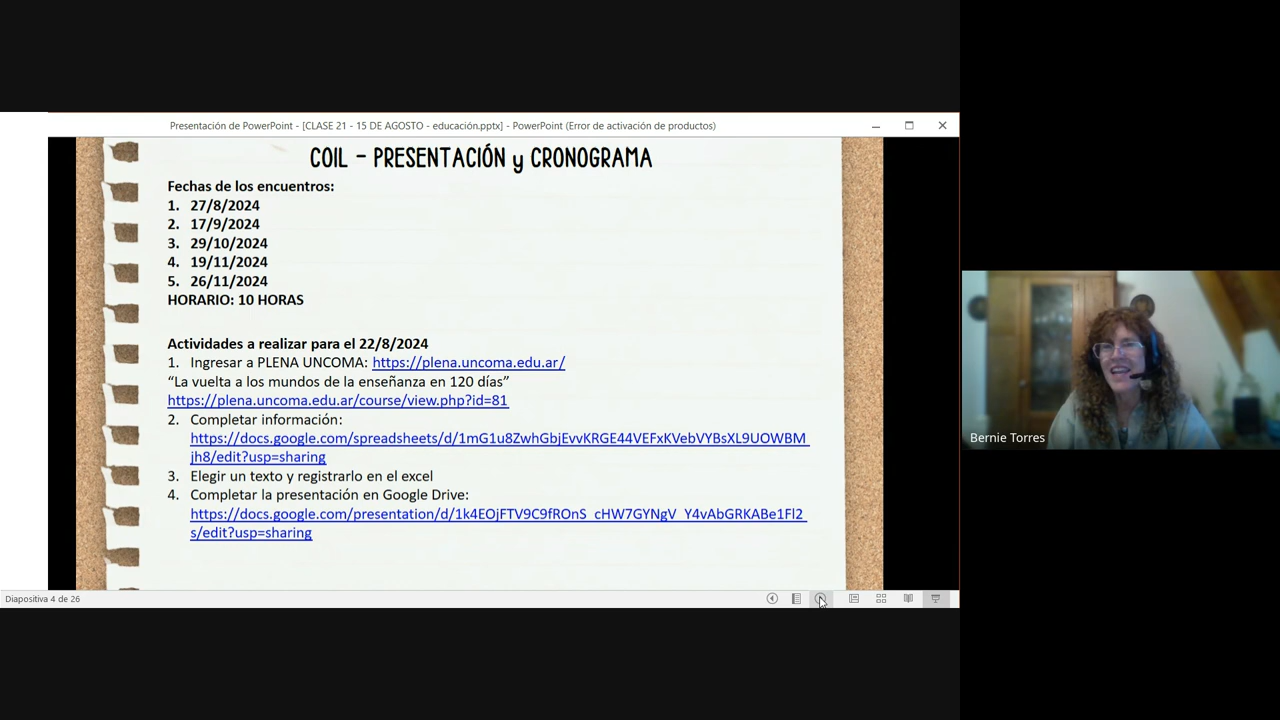 Presentación de PowerPoint - [CLASE 21 - 15 DE AGOSTO - educación.pptx] - PowerPoint (Error de activación de productos)
COIL - PRESENTACIÓN y CRONOGRAMA
Fechas de los encuentros:
1. 27/8/2024
2. 17/9/2024
3. 29/10/2024
4. 19/11/2024
5. 26/11/2024
HORARIO: 10 HORAS
Actividades a realizar para el 22/8/2024
1. Ingresar a PLENA UNCOMA: https://plena.uncoma.edu.ar/
“La vuelta a los mundos de la enseñanza en 120 días”
https://plena.uncoma.edu.ar/course/view.php?id=81
2. Completar información:
https://docs.google.com/spreadsheets/d/1mG1u8ZwhGbjEvvKRGE44VEFxKVebVYBsXL9UOWBM
jh8/edit?usp=sharing
3. Elegir un texto y registrarlo en el excel
4. Completar la presentación en Google Drive:
https://docs.google.com/presentation/d/1k4EOjFTV9C9fROnS_cHW7GYNgV_Y4vAbGRKABe1Fl2
s/edit?usp=sharing
Bernie Torres
Diapositiva 4 de 26